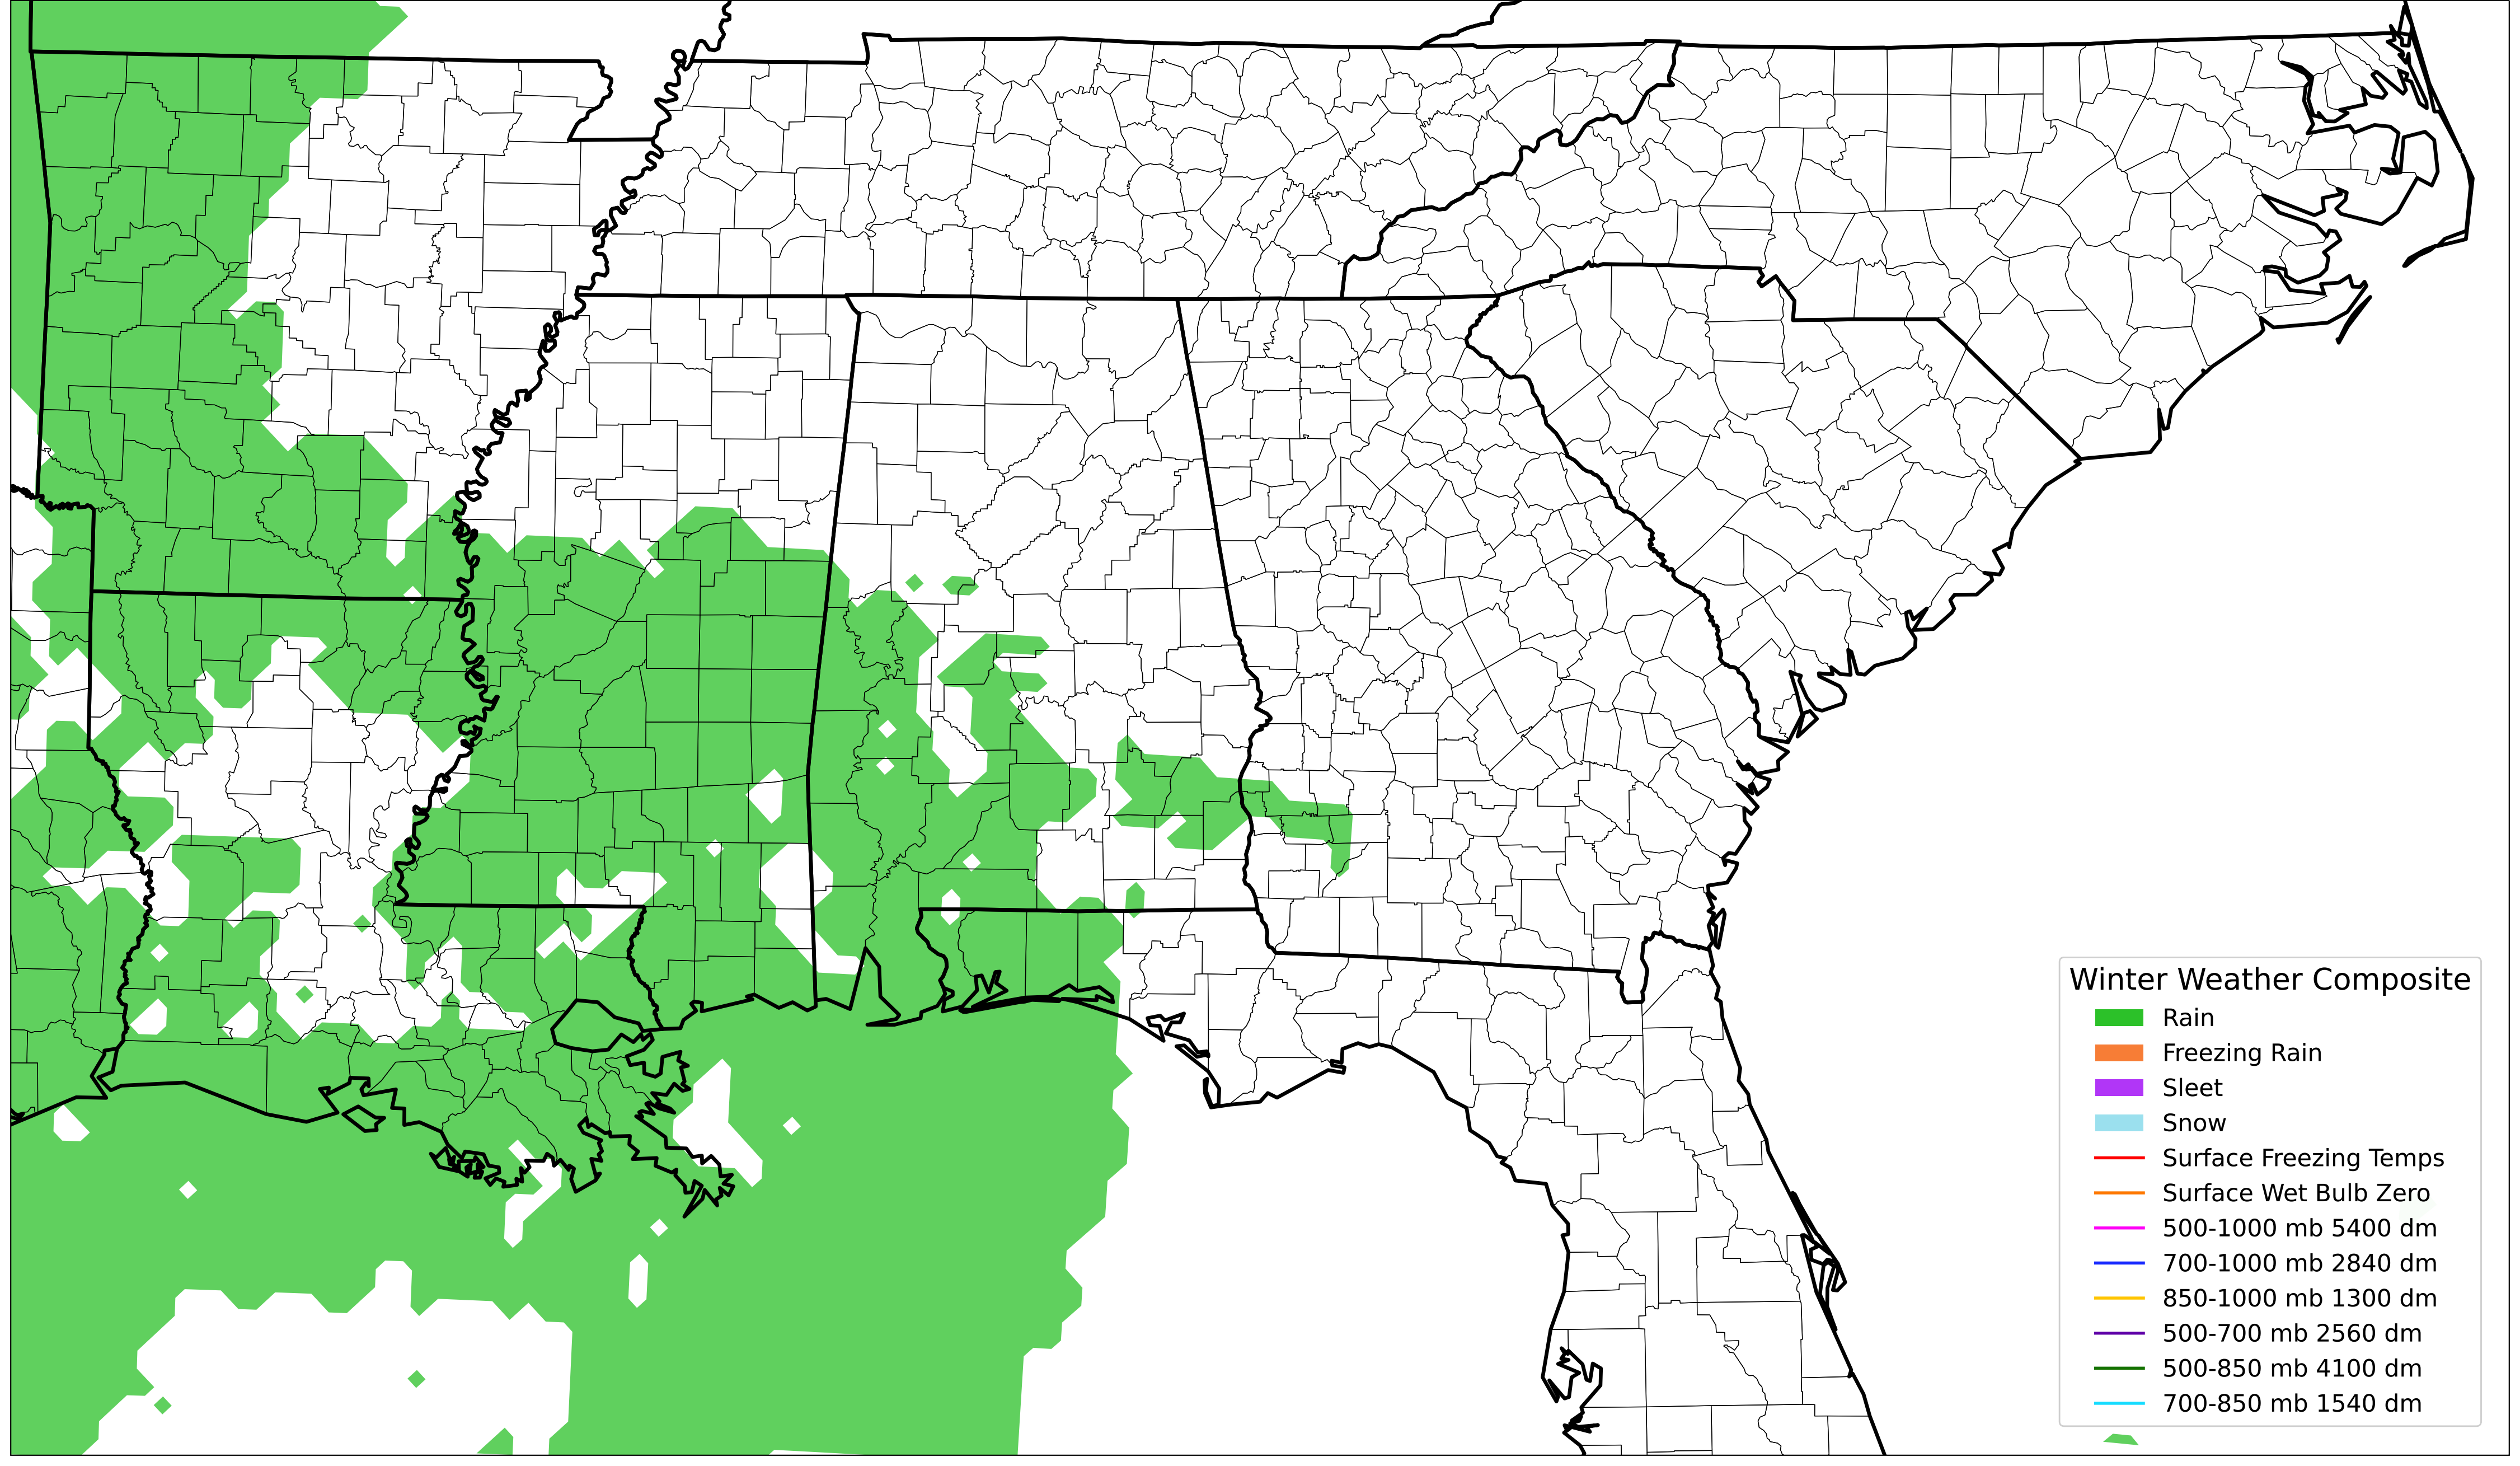 Winter Weather Composite
Rain
Freezing Rain
Sleet
Snow
Surface Freezing Temps
Surface Wet Bulb Zero
500-1000 mb 5400 dm
700-1000 mb 2840 dm
850-1000 mb 1300 dm
500-700 mb 2560 dm
500-850 mb 4100 dm
700-850 mb 1540 dm